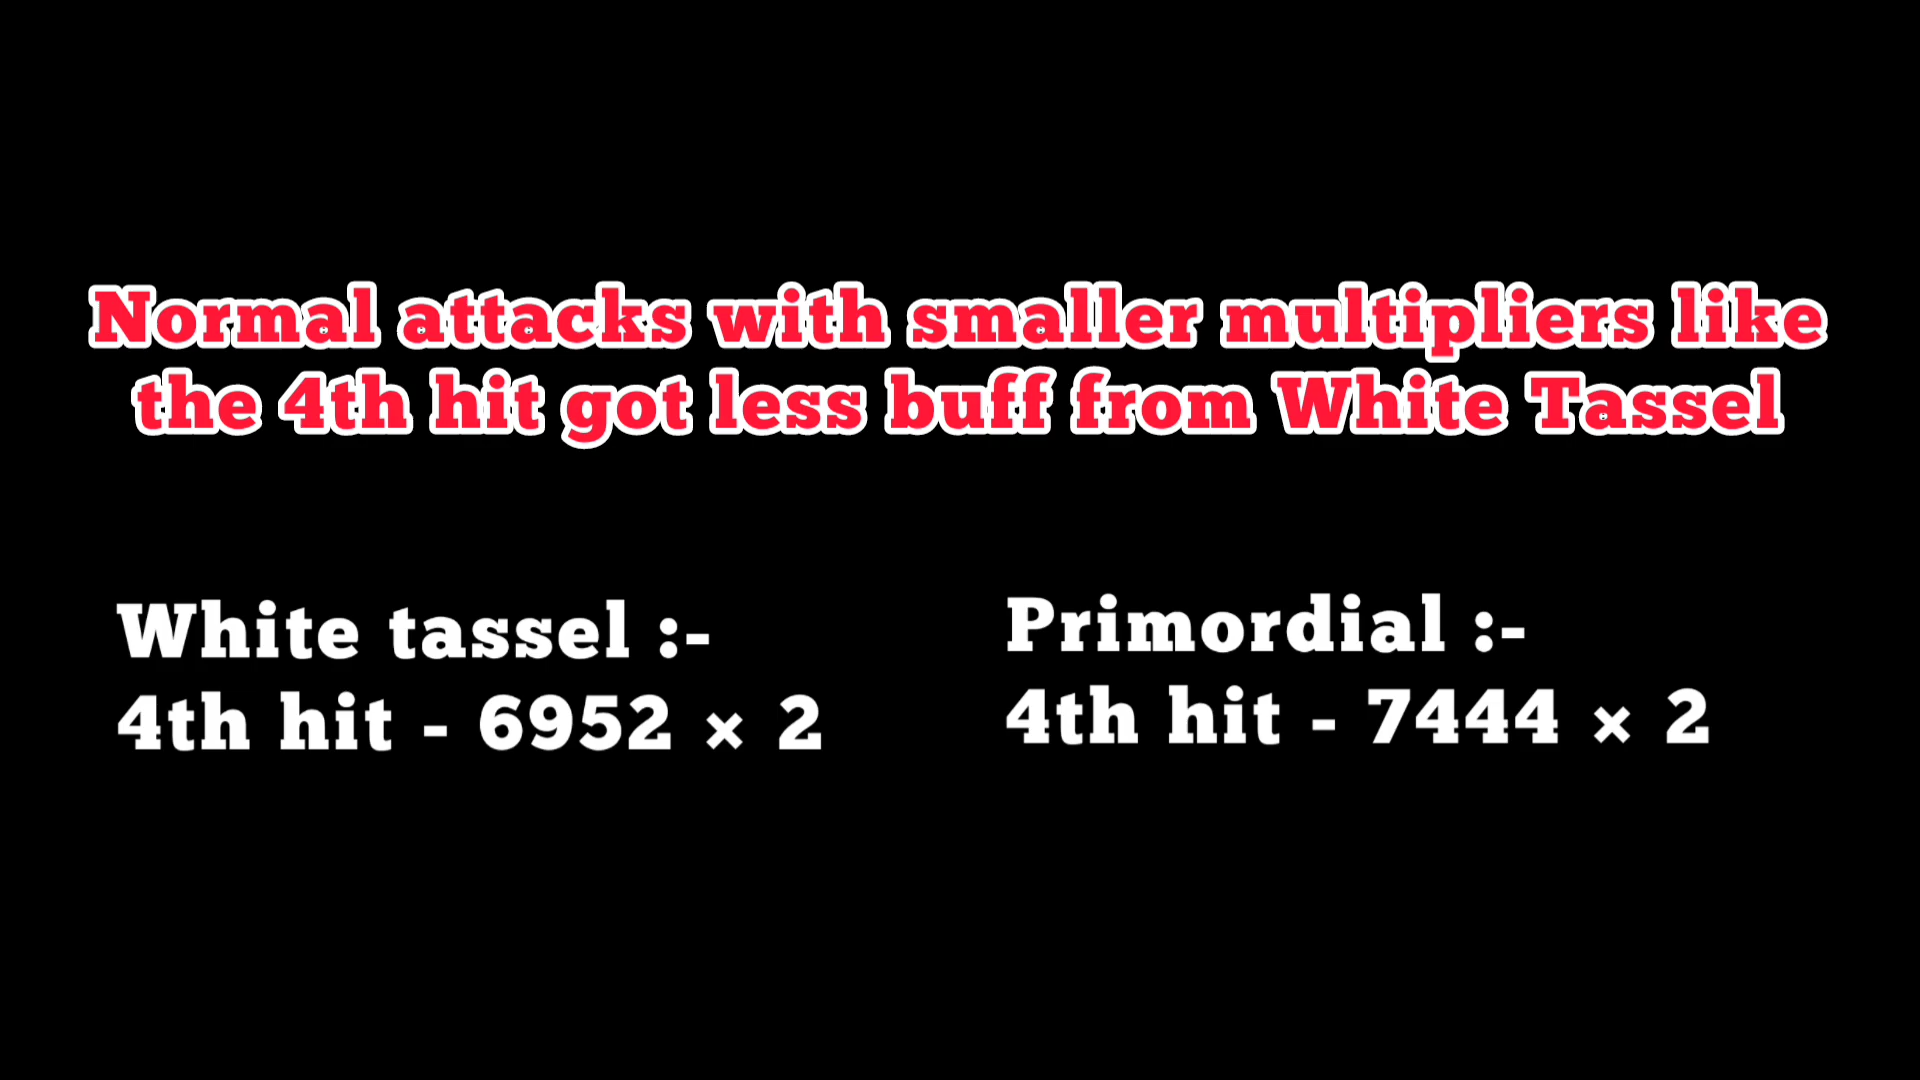 Normal attacks with smaller multipliers like
the 4th hit got less buff from White Tassel
White tassel :-
4th hit - 6952 × 2
Primordial :-
4th hit - 7444 × 2